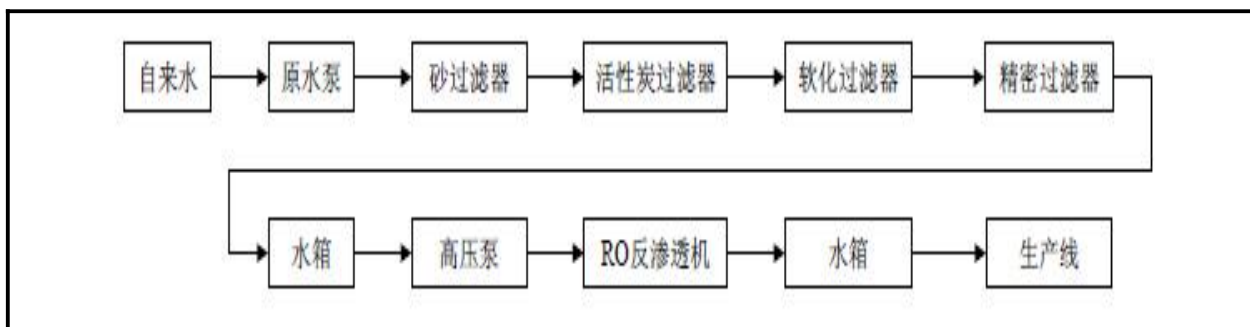 自来水
原水泵
砂过滤器
活性炭过滤器
软化过滤器
精密过滤器
水箱
高压泵
RO反渗透机
水箱
生产线